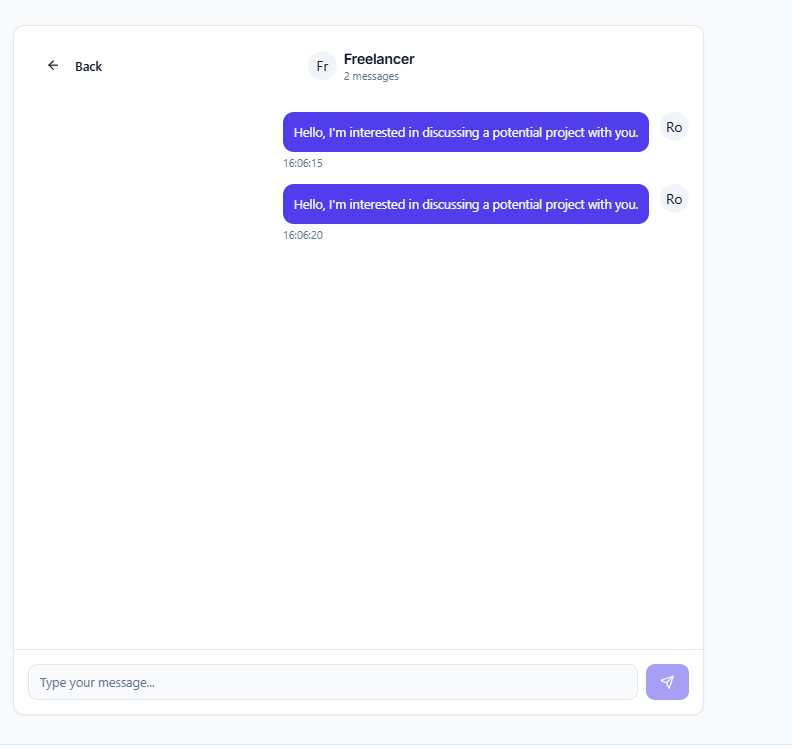 Back
Fr
Freelancer
2 messages
Hello, I'm interested in discussing a potential project with you.
Ro
16:06:15
Hello, I'm interested in discussing a potential project with you.
Ro
16:06:20
Type your message...